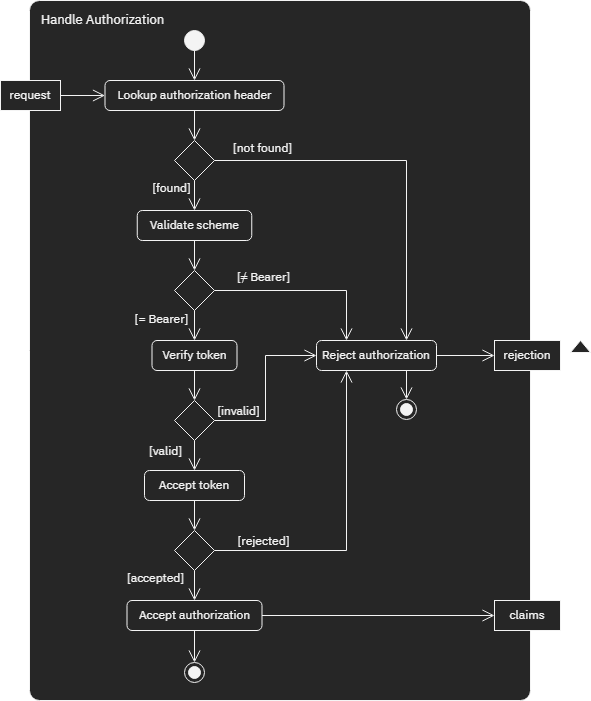 Handle Authorization
request
Lookup authorization header
[not found]
[found]
Validate scheme
[≠ Bearer]
[= Bearer]
Verify token
Reject authorization
rejection
[invalid]
[valid]
Accept token
[rejected]
[accepted]
Accept authorization
claims